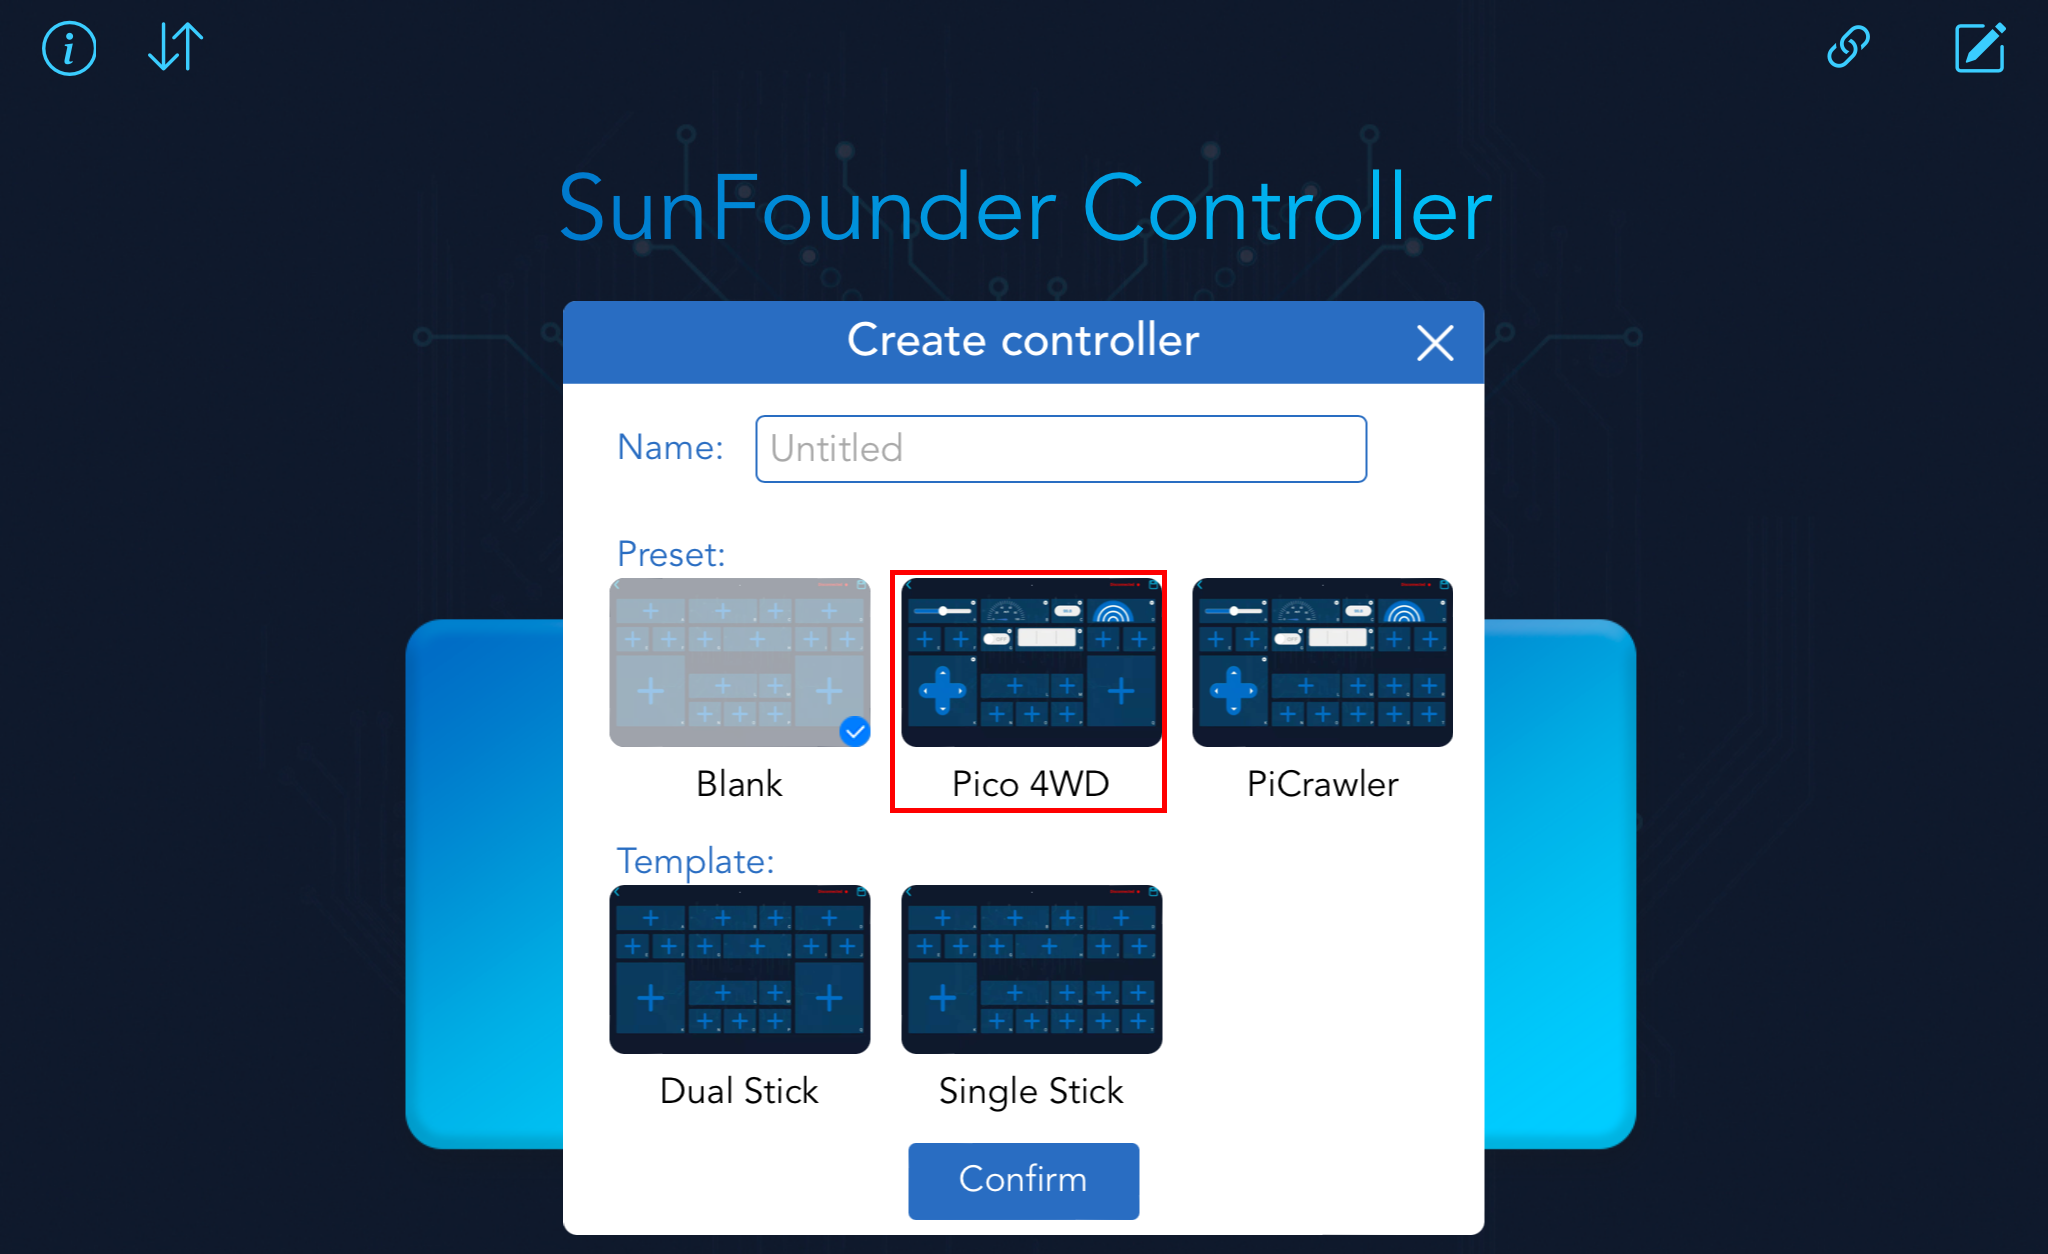 SunFounder Controller
Create controller
Name:
Untitled
Preset:
Blank
Pico 4WD
PiCrawler
Template:
Dual Stick
Single Stick
Confirm